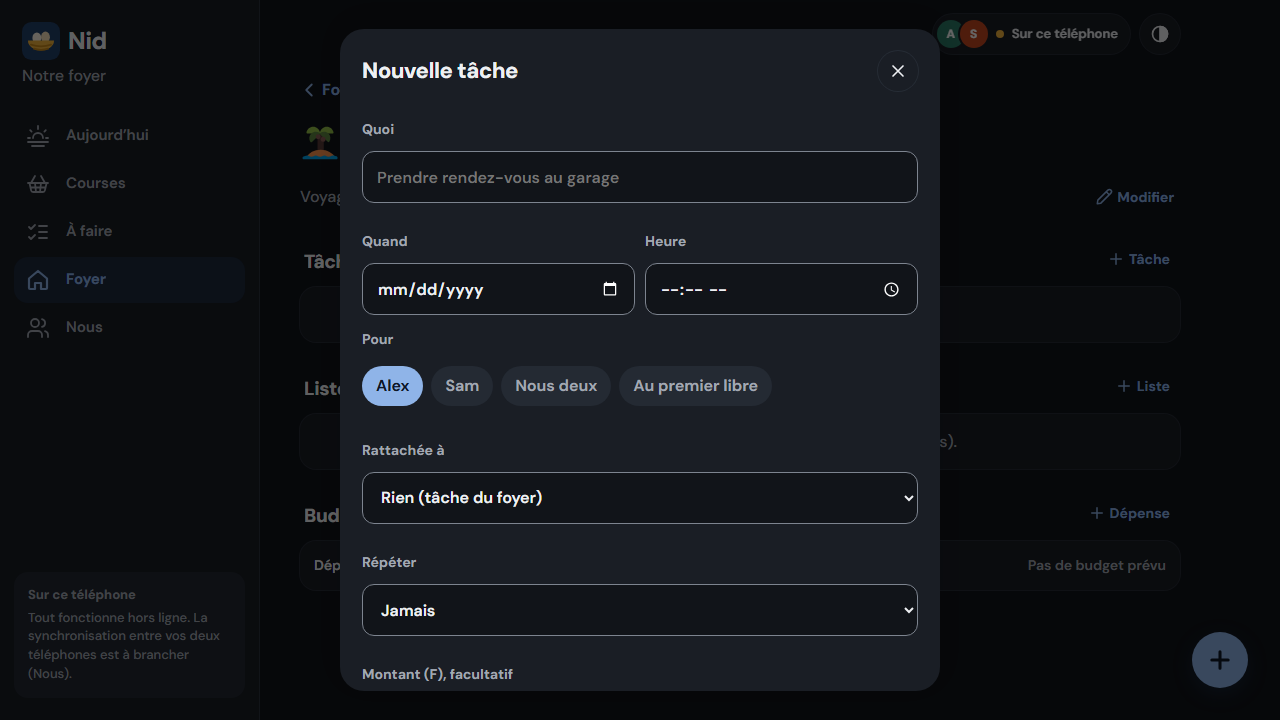 Nid
Notre foyer
Aujourd'hui
Courses
À faire
Foyer
Nous
Sur ce téléphone
Tout fonctionne hors ligne. La
synchronisation entre vos deux
téléphones est à brancher
(Nous).
A
S
Sur ce téléphone
Modifier
+ Tâche
+ Liste
s).
+ Dépense
Pas de budget prévu
Nouvelle tâche
Quoi
Prendre rendez-vous au garage
Quand
Heure
mm/dd/yyyy
--:-- --
Pour
Alex
Sam
Nous deux
Au premier libre
Rattachée à
Rien (tâche du foyer)
Répéter
Jamais
Montant (F), facultatif